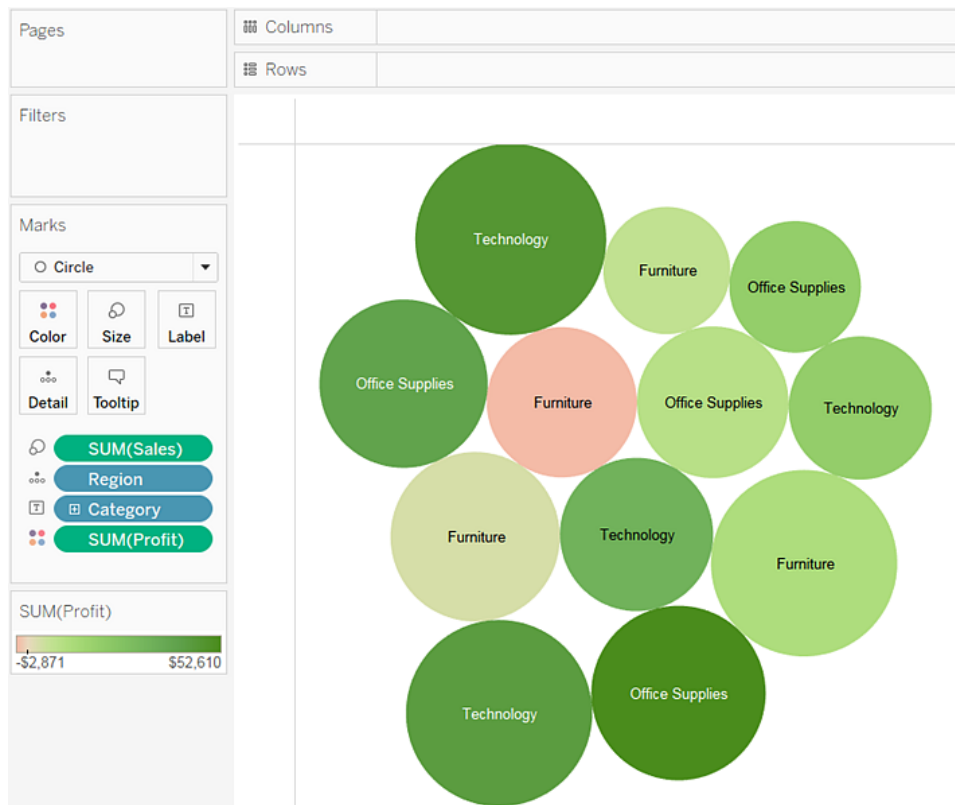 Pages
Columns
Rows
Filters
Marks
Circle
Color
Size
Label
Detail
Tooltip
SUM(Sales)
Region
Category
SUM(Profit)
SUM(Profit)
-$2,871 $52,610
Technology
Furniture
Office Supplies
Office Supplies
Furniture
Office Supplies
Technology
Furniture
Technology
Furniture
Office Supplies
Technology